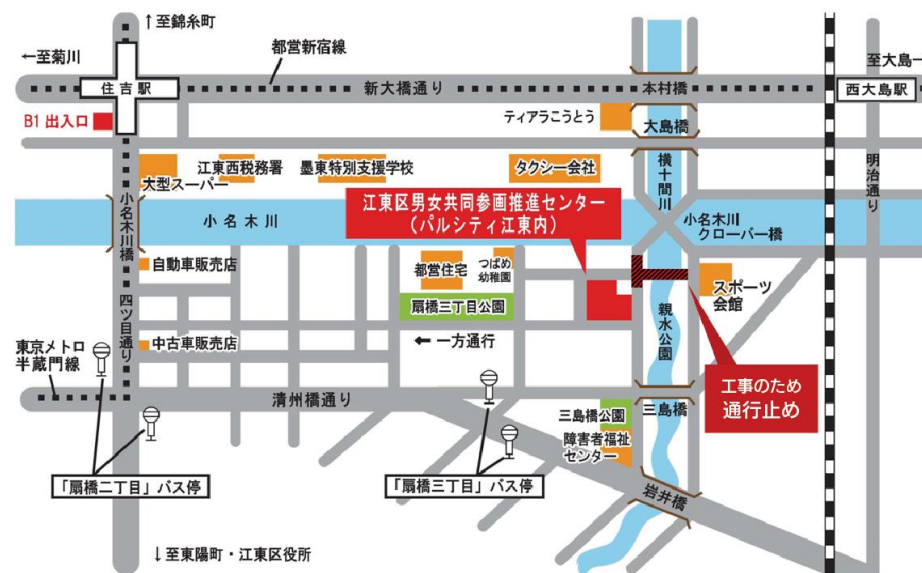 ↑至錦糸町
←至菊川
都営新宿線
至大島→
住吉駅
新大橋通り
本村橋
西大島駅
B1 出入口
ティアラこうとう
大島橋
大型スーパー
江東西税務署
墨東特別支援学校
タクシー会社
横十間川
明治通り
小名木川橋
小名木川
江東区男女共同参画推進センター
（パルシティ江東内）
小名木川
クローバー橋
自動車販売店
都営住宅
つばめ
幼稚園
スポーツ
会館
四ツ目通り
扇橋三丁目公園
親水公園
東京メトロ
半蔵門線
中古車販売店
← 一方通行
工事のため
通行止め
清州橋通り
三島橋公園
三島橋
障害者福祉
センター
「扇橋二丁目」バス停
「扇橋三丁目」バス停
岩井橋
↓至東陽町・江東区役所